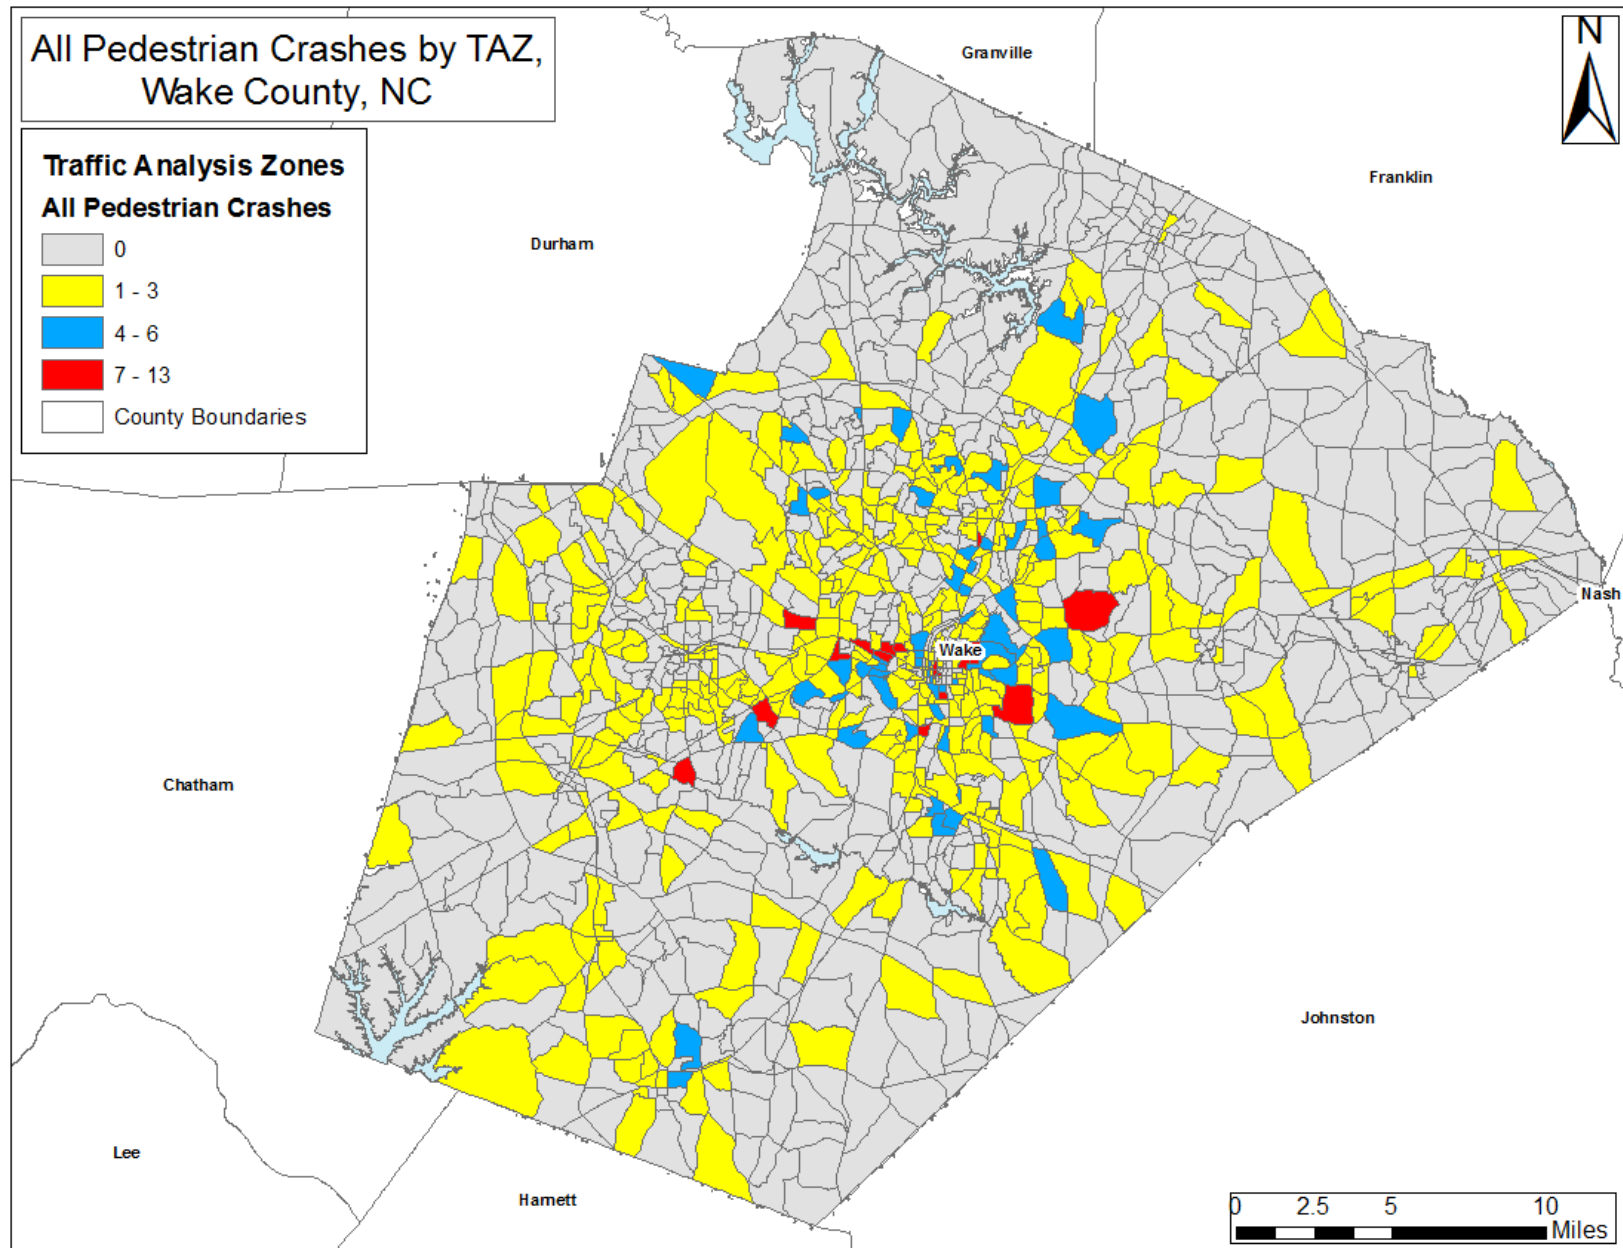 All Pedestrian Crashes by TAZ,
Wake County, NC
Traffic Analysis Zones
All Pedestrian Crashes
0
1 - 3
4 - 6
7 - 13
County Boundaries
N
Granville
Franklin
Durham
Nash
Wake
Chatham
Johnston
Lee
Harnett
0 2.5 5 10
Miles